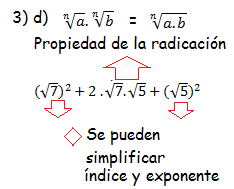 3) d) ⁿ√a.ⁿ√b = ⁿ√a.b
Propiedad de la radicación
(√7)² + 2 .√7.√5 + (√5)²
Se pueden
simplificar
índice y exponente